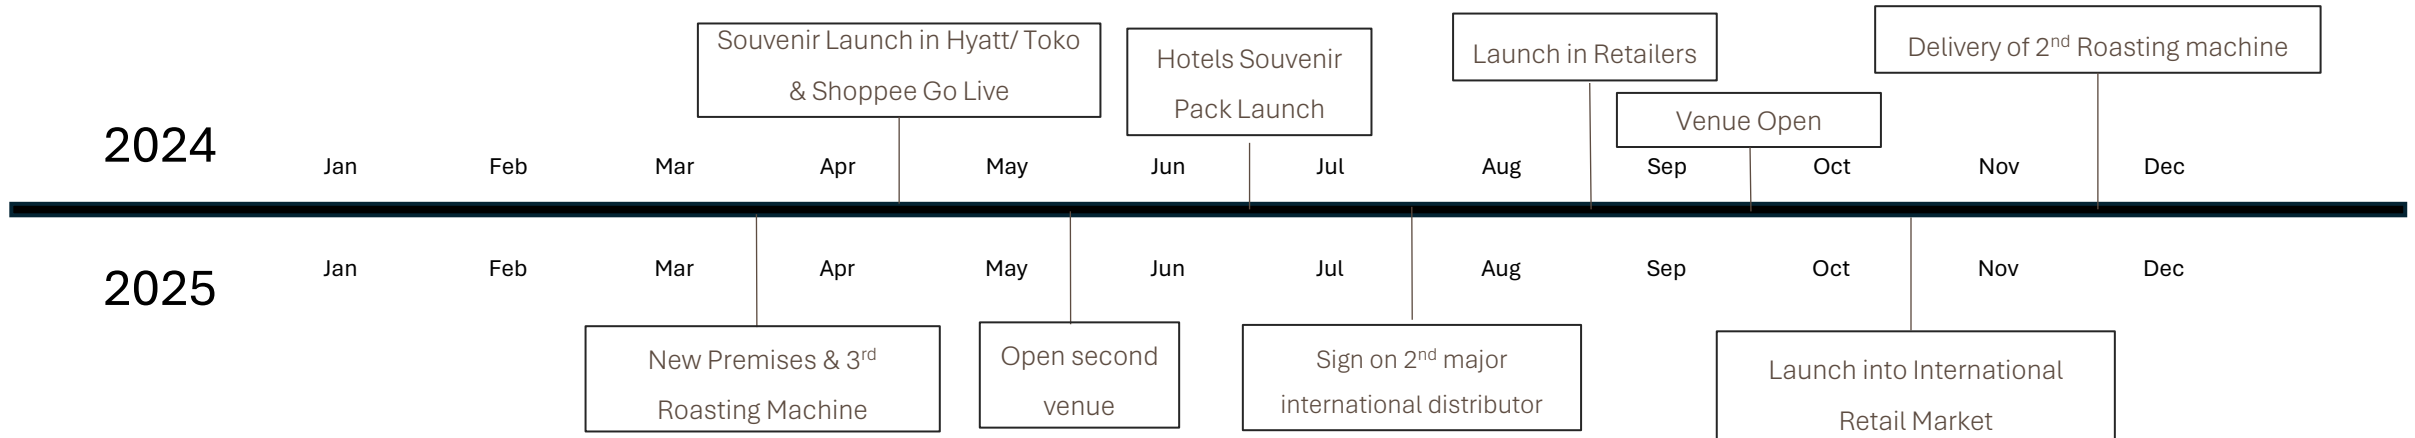 Souvenir Launch in Hyatt/ Toko
& Shoppee Go Live
Hotels Souvenir
Pack Launch
Launch in Retailers
Venue Open
Delivery of 2nd Roasting machine
2024
Jan Feb Mar Apr May Jun Jul Aug Sep Oct Nov Dec
2025
Jan Feb Mar Apr May Jun Jul Aug Sep Oct Nov Dec
New Premises & 3rd
Roasting Machine
Open second
venue
Sign on 2nd major
international distributor
Launch into International
Retail Market